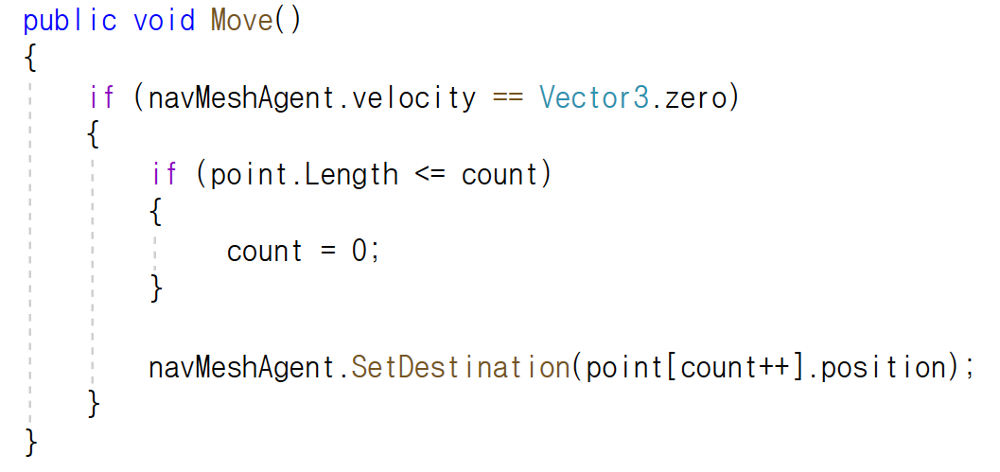 public void Move()
{
if (navMeshAgent.velocity == Vector3.zero)
{
if (point.Length <= count)
{
count = 0;
}
navMeshAgent.SetDestination(point[count++].position);
}
}